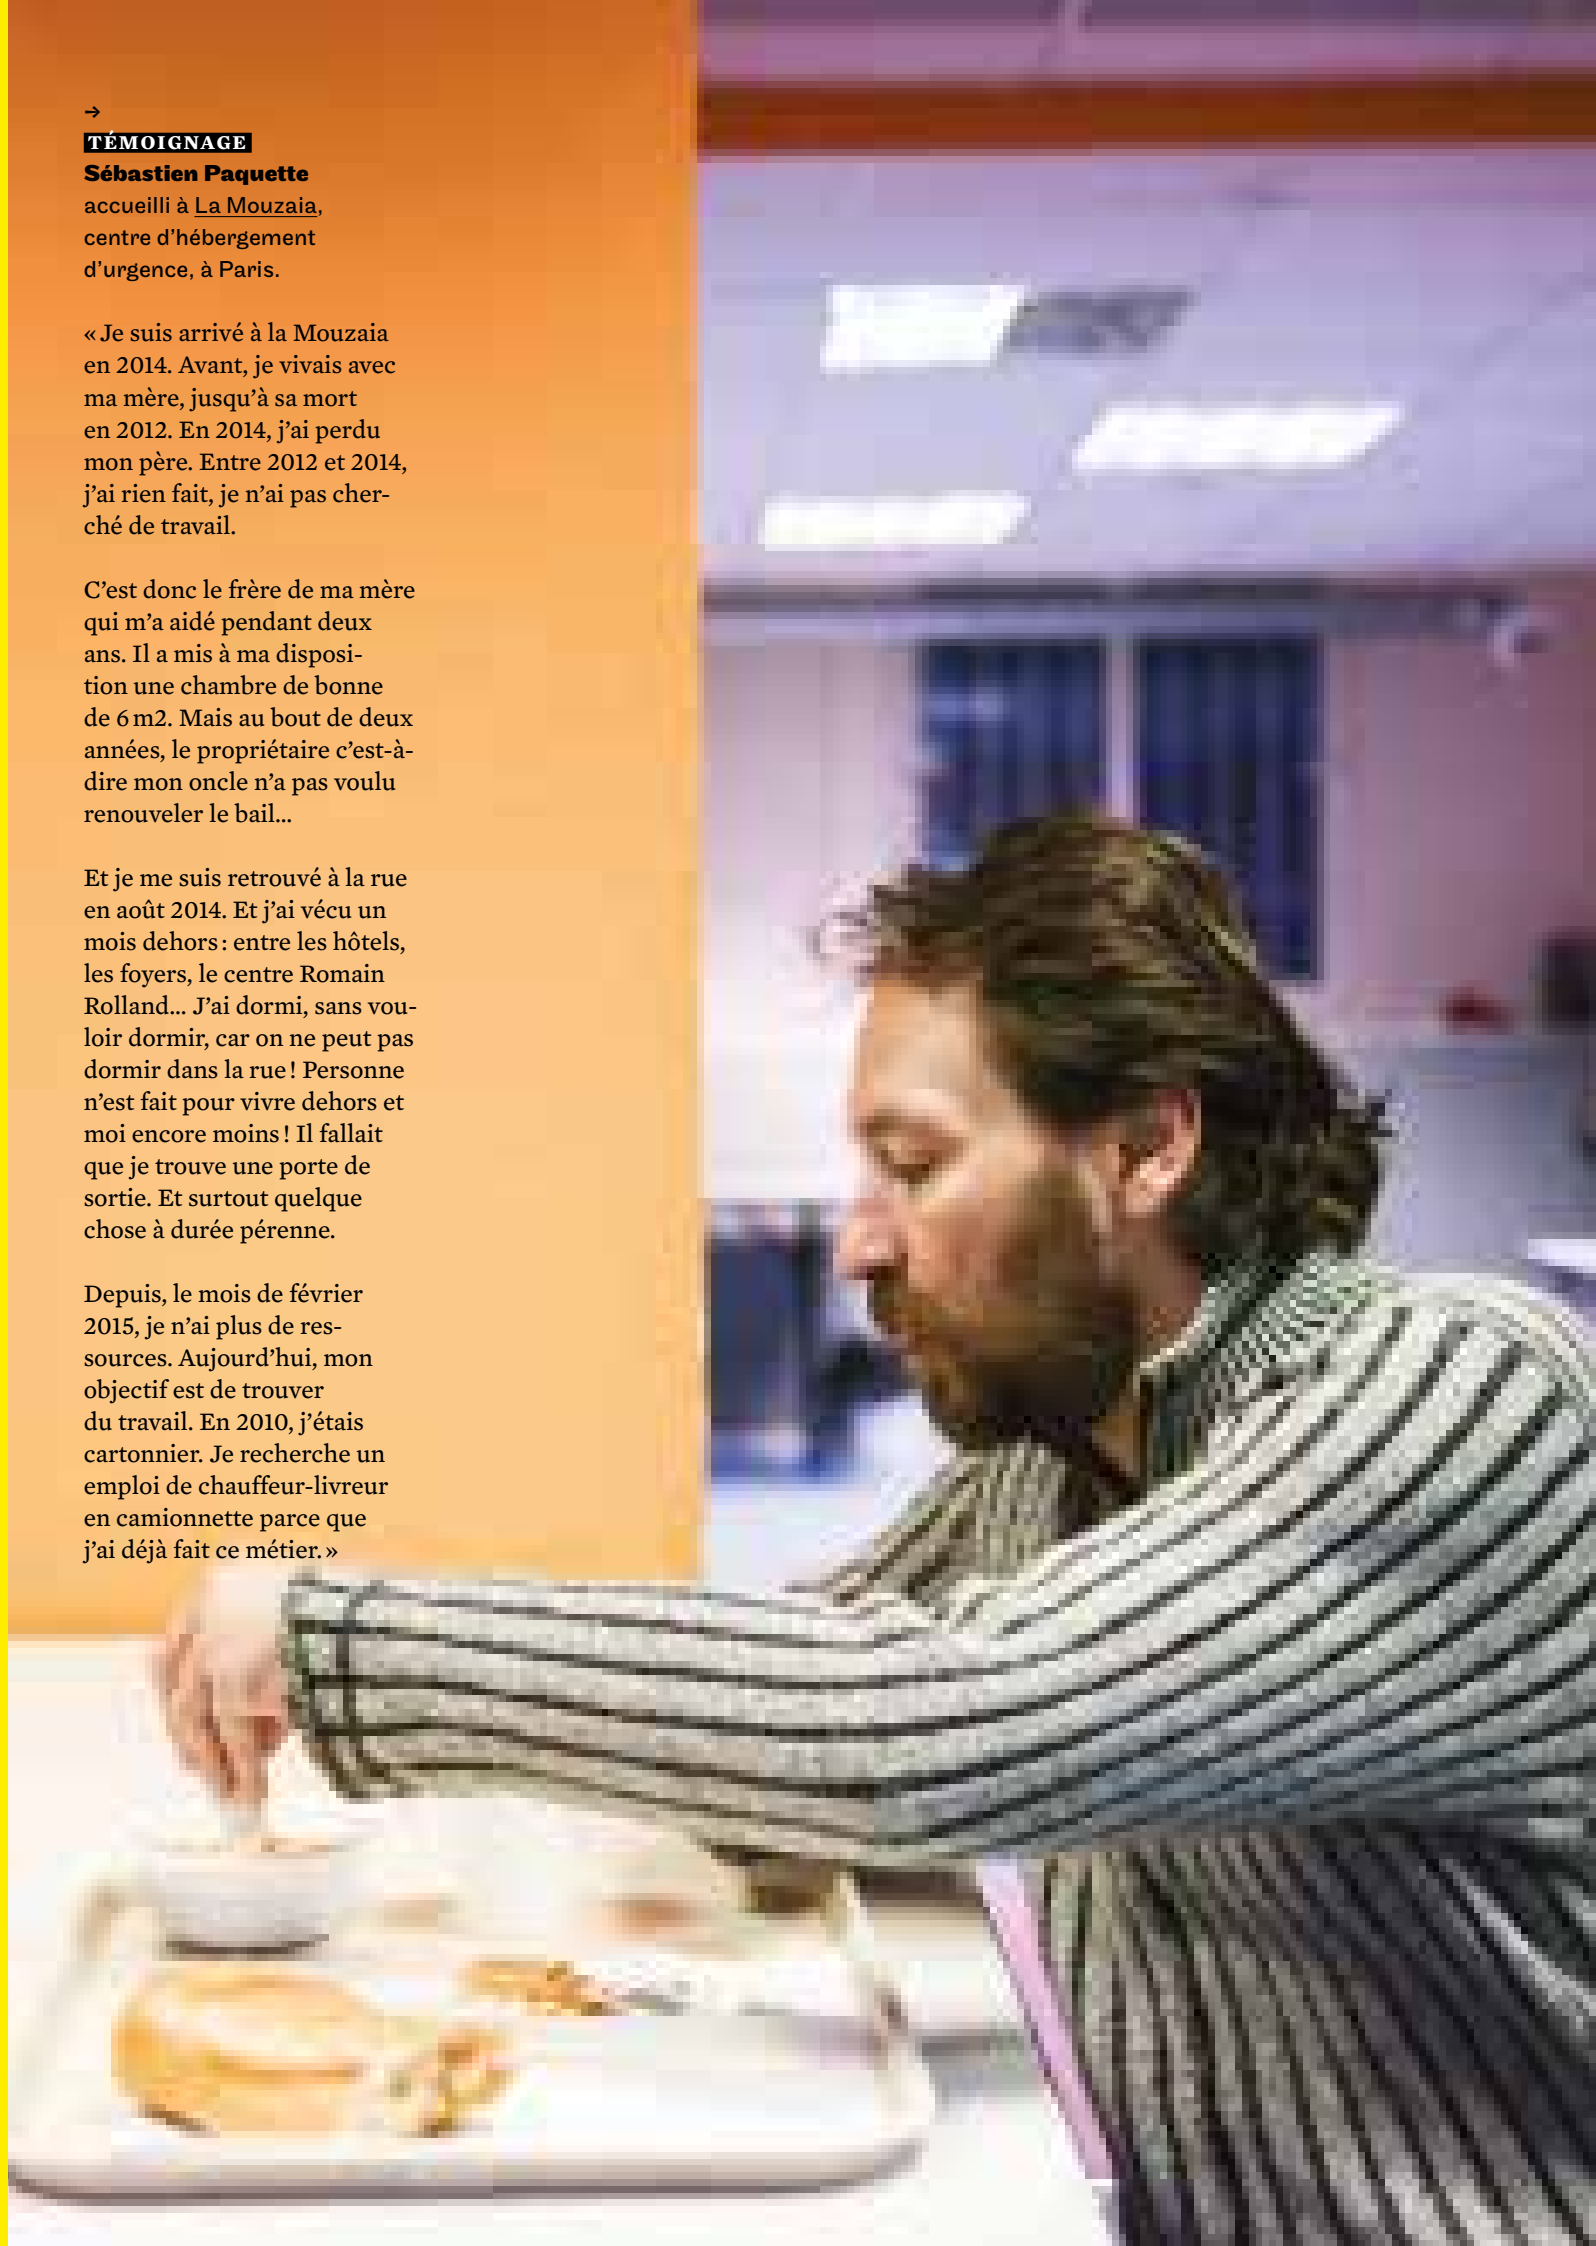 →
TÉMOIGNAGE
Sébastien Paquette
accueilli à La Mouzaia,
centre d’hébergement
d’urgence, à Paris.
« Je suis arrivé à la Mouzaia
en 2014. Avant, je vivais avec
ma mère, jusqu’à sa mort
en 2012. En 2014, j’ai perdu
mon père. Entre 2012 et 2014,
j’ai rien fait, je n’ai pas cher-
ché de travail.
C’est donc le frère de ma mère
qui m’a aidé pendant deux
ans. Il a mis à ma disposi-
tion une chambre de bonne
de 6 m2. Mais au bout de deux
années, le propriétaire c’est-à-
dire mon oncle n’a pas voulu
renouveler le bail…
Et je me suis retrouvé à la rue
en août 2014. Et j’ai vécu un
mois dehors : entre les hôtels,
les foyers, le centre Romain
Rolland… J’ai dormi, sans vou-
loir dormir, car on ne peut pas
dormir dans la rue ! Personne
n’est fait pour vivre dehors et
moi encore moins ! Il fallait
que je trouve une porte de
sortie. Et surtout quelque
chose à durée pérenne.
Depuis, le mois de février
2015, je n’ai plus de res-
sources. Aujourd’hui, mon
objectif est de trouver
du travail. En 2010, j’étais
cartonnier. Je recherche un
emploi de chauffeur-livreur
en camionnette parce que
j’ai déjà fait ce métier. »